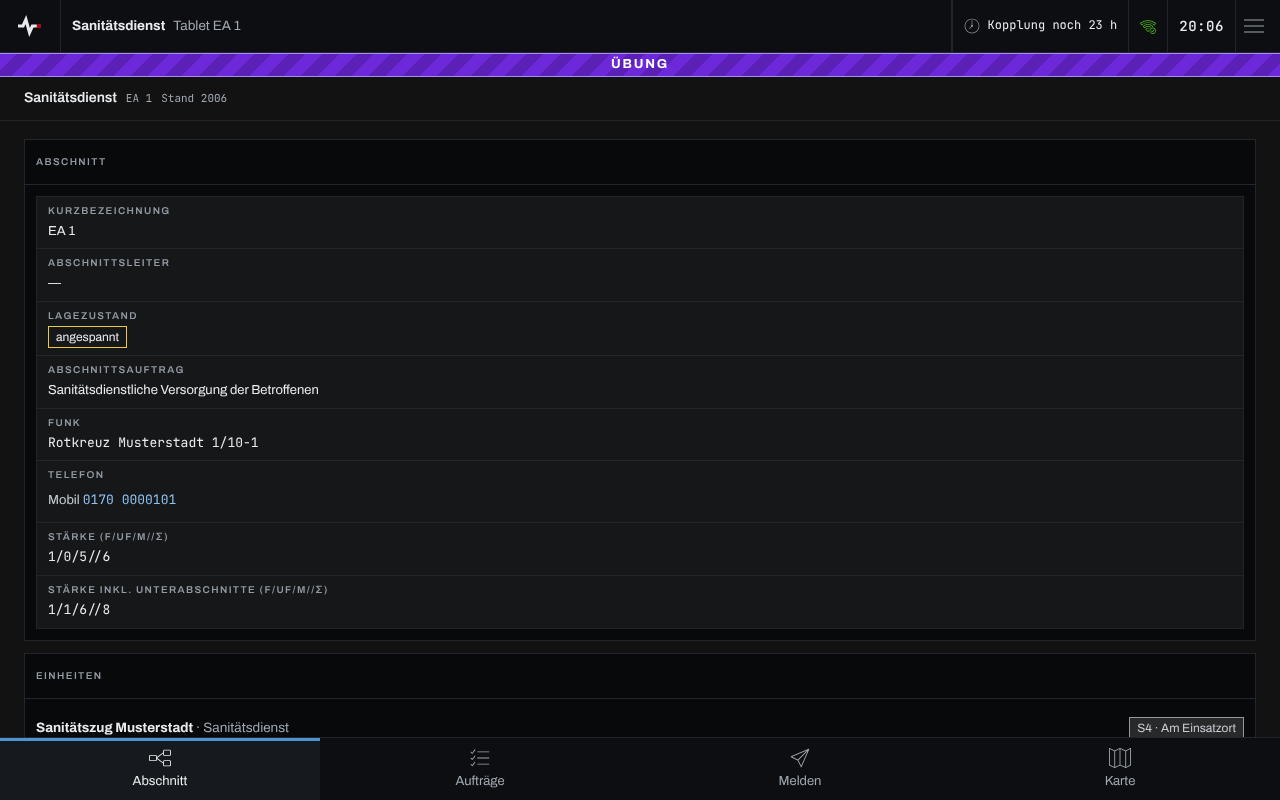 Sanitätsdienst Tablet EA 1
Kopplung noch 23 h
20:06
ÜBUNG
Sanitätsdienst EA 1 Stand 2006
ABSCHNITT
KURZBEZEICHNUNG
EA 1
ABSCHNITTSLEITER
—
LAGEZUSTAND
angespannt
ABSCHNITTSAUFTRAG
Sanitätsdienstliche Versorgung der Betroffenen
FUNK
Rotkreuz Musterstadt 1/10-1
TELEFON
Mobil 0170 0000101
STÄRKE (F/UF/M//Σ)
1/0/5//6
STÄRKE INKL. UNTERABSCHNITTE (F/UF/M//Σ)
1/1/6//8
EINHEITEN
Sanitätszug Musterstadt · Sanitätsdienst
S4 · Am Einsatzort
Abschnitt
Aufträge
Melden
Karte